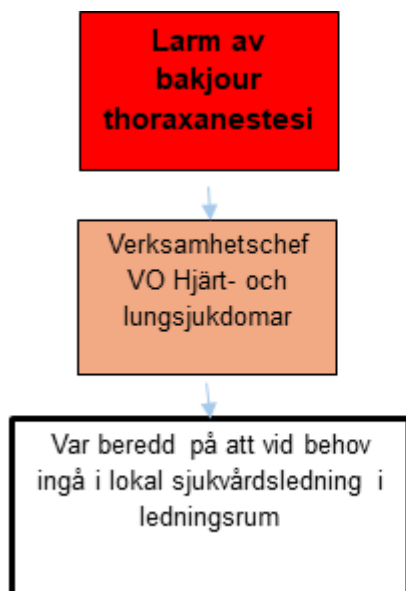 Larm av
bakjour
thoraxanestesi
Verksamhetschef
VO Hjärt- och
lungsjukdomar
Var beredd på att vid behov
ingå i lokal sjukvårdsledning i
ledningsrum